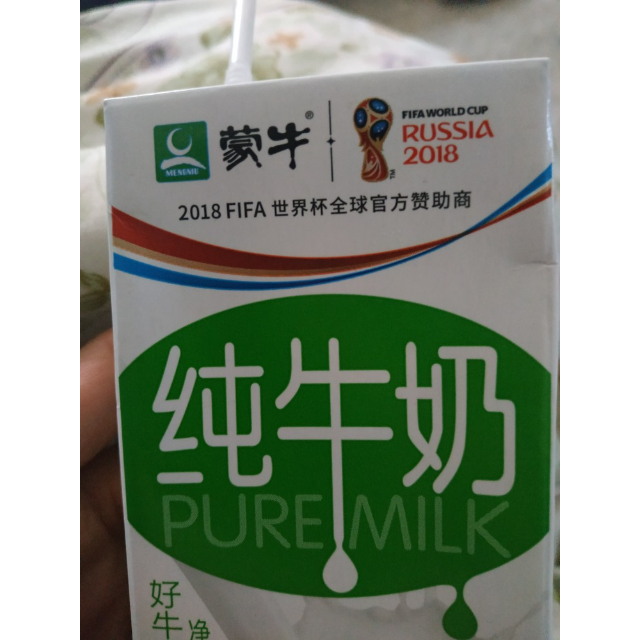 蒙牛®
MENGNIU
FIFA WORLD CUP
RUSSIA
2018
TM
2018 FIFA 世界杯全球官方赞助商
纯牛奶
PURE MILK
好牛
净